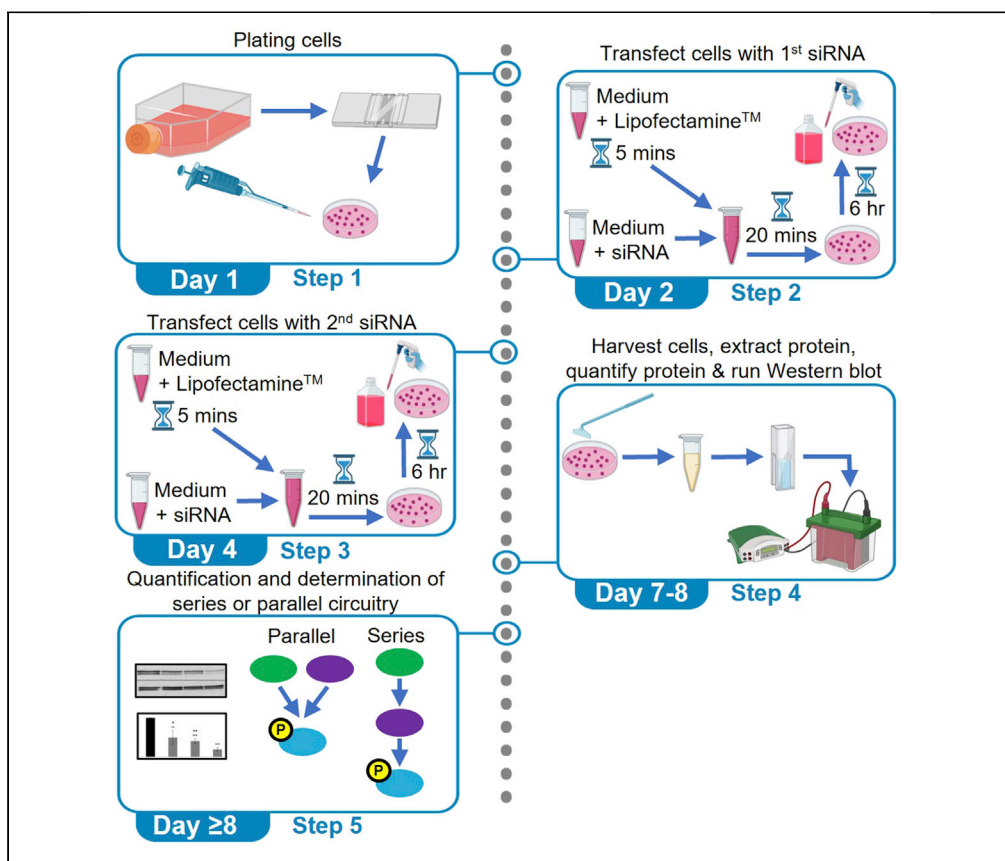 Plating cells
Day 1
Step 1
Transfect cells with 1st siRNA
Medium
+ Lipofectamine™
5 mins
Medium
+ siRNA
20 mins
6 hr
Day 2
Step 2
Transfect cells with 2nd siRNA
Medium
+ Lipofectamine™
5 mins
Medium
+ siRNA
20 mins
6 hr
Day 4
Step 3
Harvest cells, extract protein,
quantify protein & run Western blot
Day 7-8
Step 4
Quantification and determination of
series or parallel circuitry
Parallel
Series
P
P
Day ≥8
Step 5